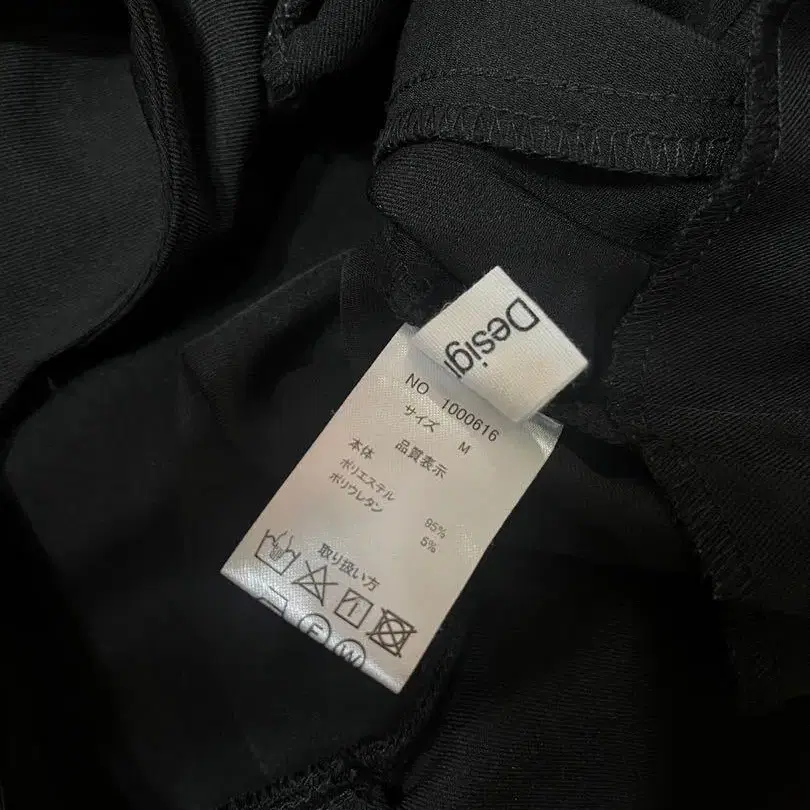 Desig
NO 1000616
サイズ M
品質表示
本体
ポリエステル 95%
ポリウレタン 5%
取り扱い方
F W